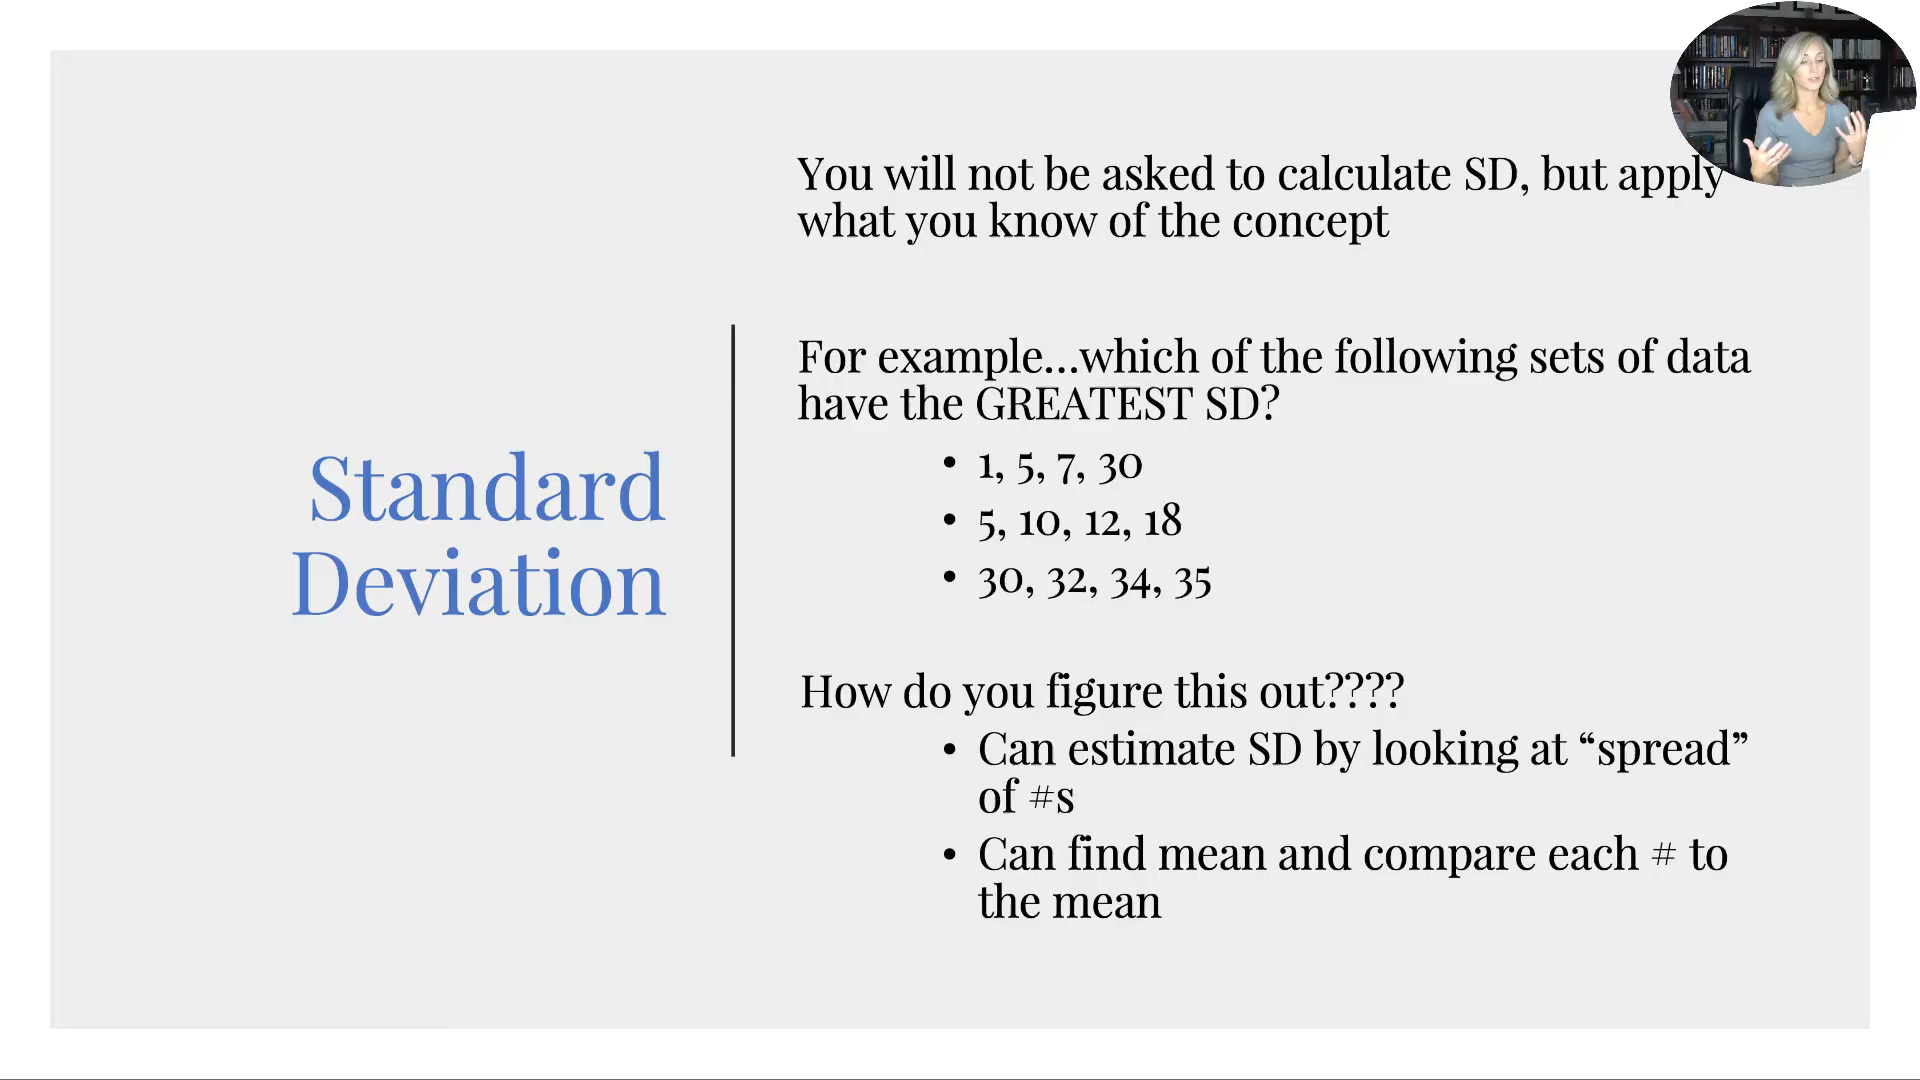 You will not be asked to calculate SD, but apply
what you know of the concept
For example...which of the following sets of data
have the GREATEST SD?
• 1, 5, 7, 30
• 5, 10, 12, 18
• 30, 32, 34, 35
Standard
Deviation
How do you figure this out????
• Can estimate SD by looking at “spread”
of #s
• Can find mean and compare each # to
the mean